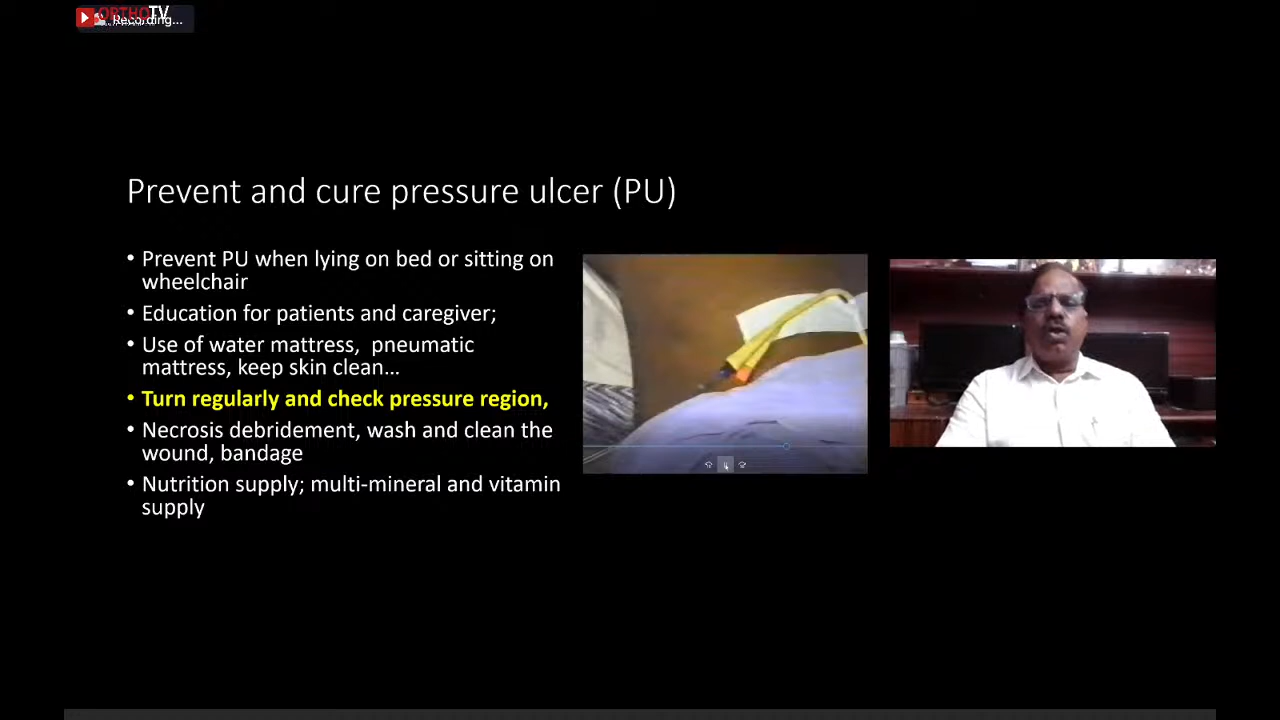 ORTHOTV
Recording...
Prevent and cure pressure ulcer (PU)
• Prevent PU when lying on bed or sitting on
wheelchair
• Education for patients and caregiver;
• Use of water mattress,  pneumatic
mattress, keep skin clean...
• Turn regularly and check pressure region,
• Necrosis debridement, wash and clean the
wound, bandage
• Nutrition supply; multi-mineral and vitamin
supply